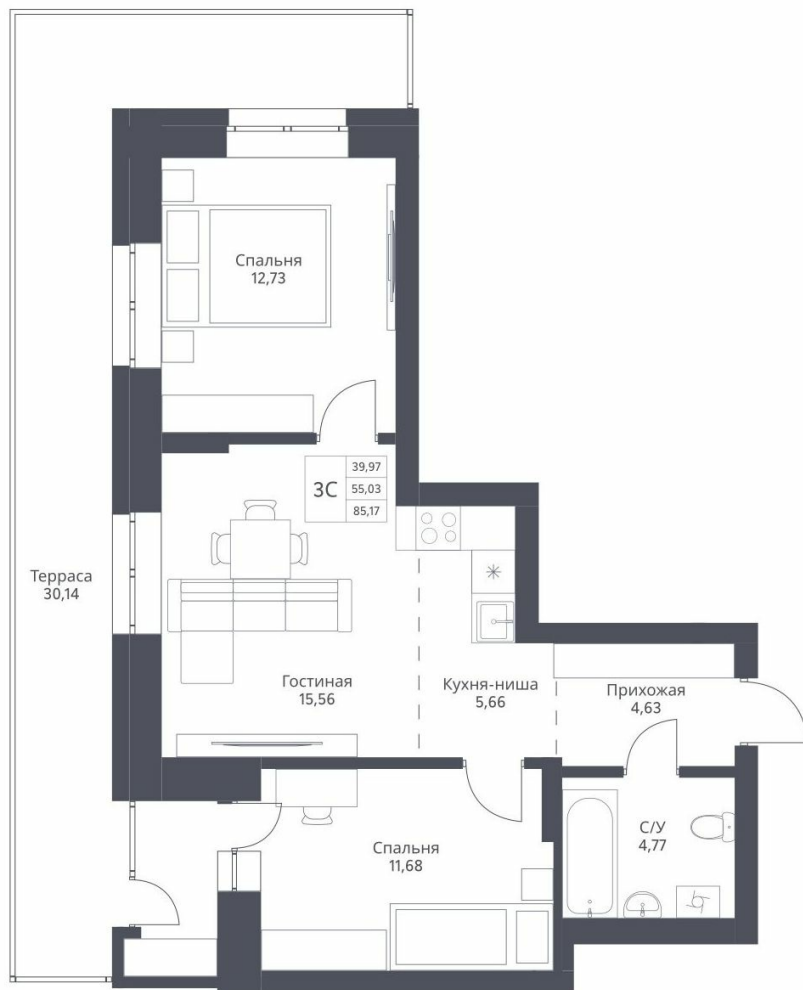 Спальня
12,73
3С
39,97
55,03
85,17
Терраса
30,14
Гостиная
15,56
Кухня-ниша
5,66
Прихожая
4,63
Спальня
11,68
С/У
4,77